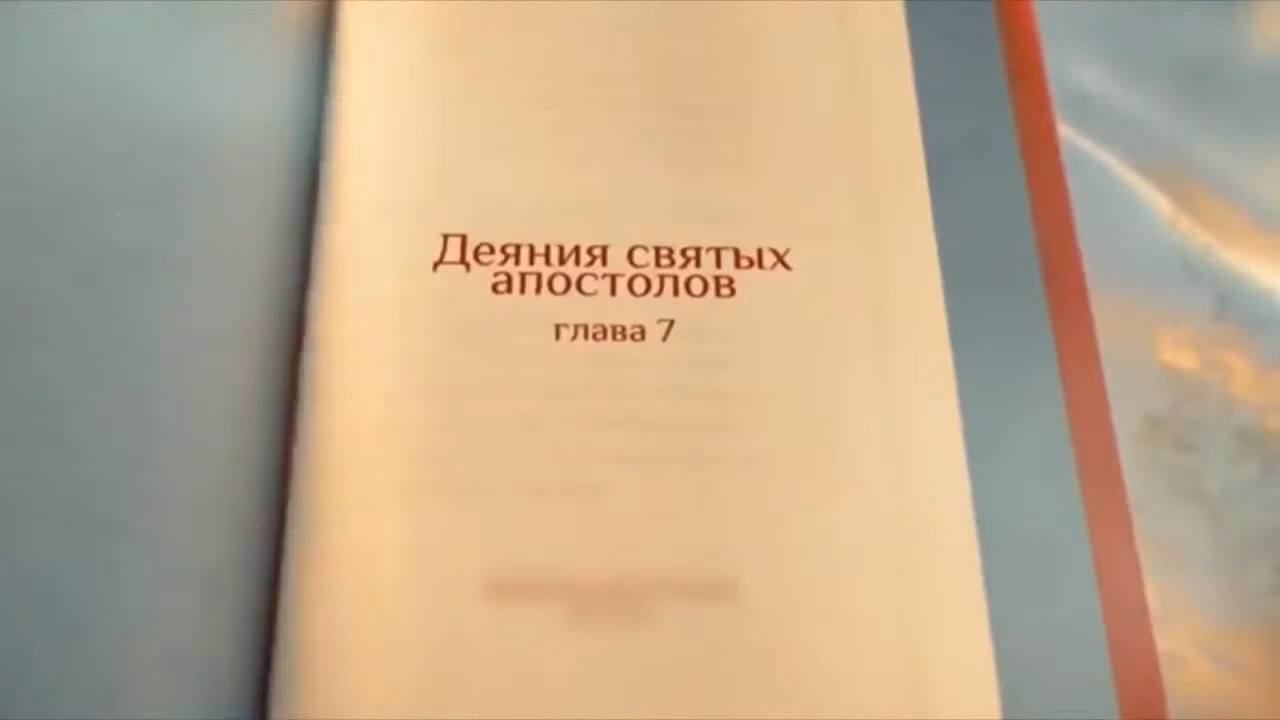 Деяния святых
апостолов
глава 7